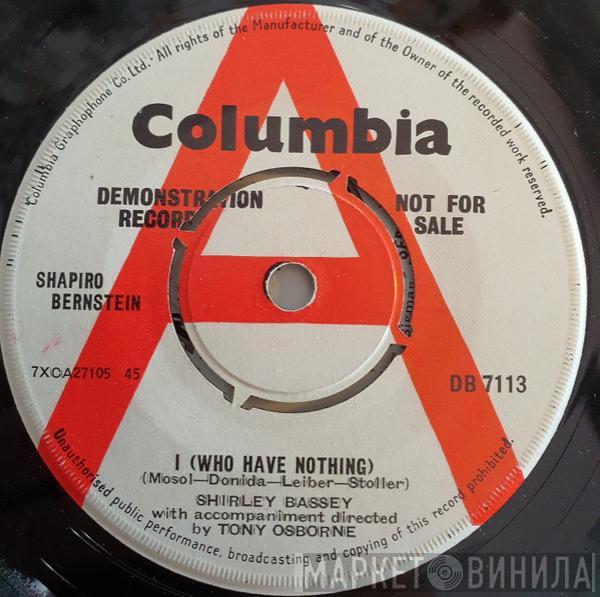 Columbia Graphophone Co. Ltd. · All rights of the Manufacturer and of the Owner of the recorded work reserved.
Columbia
DEMONSTRATION
RECORD
NOT FOR
SALE
SHAPIRO
BERNSTEIN
7XCA27105 45
DB 7113
I (WHO HAVE NOTHING)
(Mosol—Donida—Leiber—Stoller)
SHIRLEY BASSEY
with accompaniment directed
by TONY OSBORNE
Unauthorised public performance, broadcasting and copying of this record prohibited.
МАРКЕТ ВИНИЛА